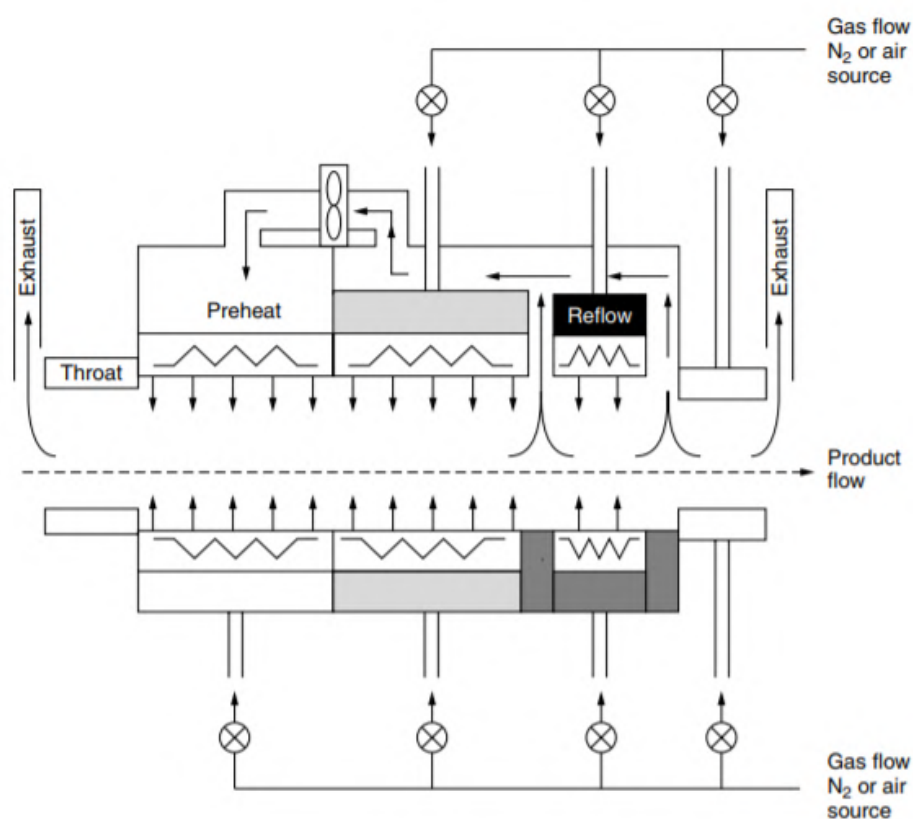 Gas flow
N₂ or air
source
Exhaust
Exhaust
Preheat
Reflow
Throat
Product
flow
Gas flow
N₂ or air
source